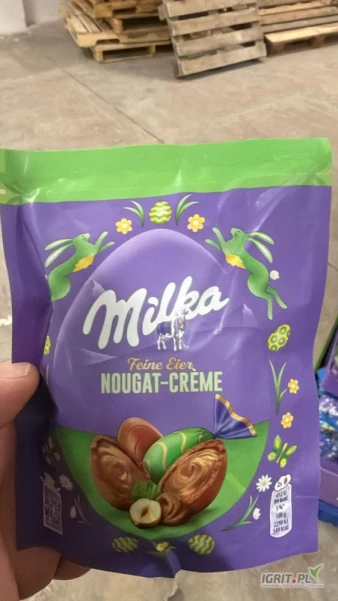 Milka
Feine Eier
NOUGAT-CRÈME
IGRIT.PL